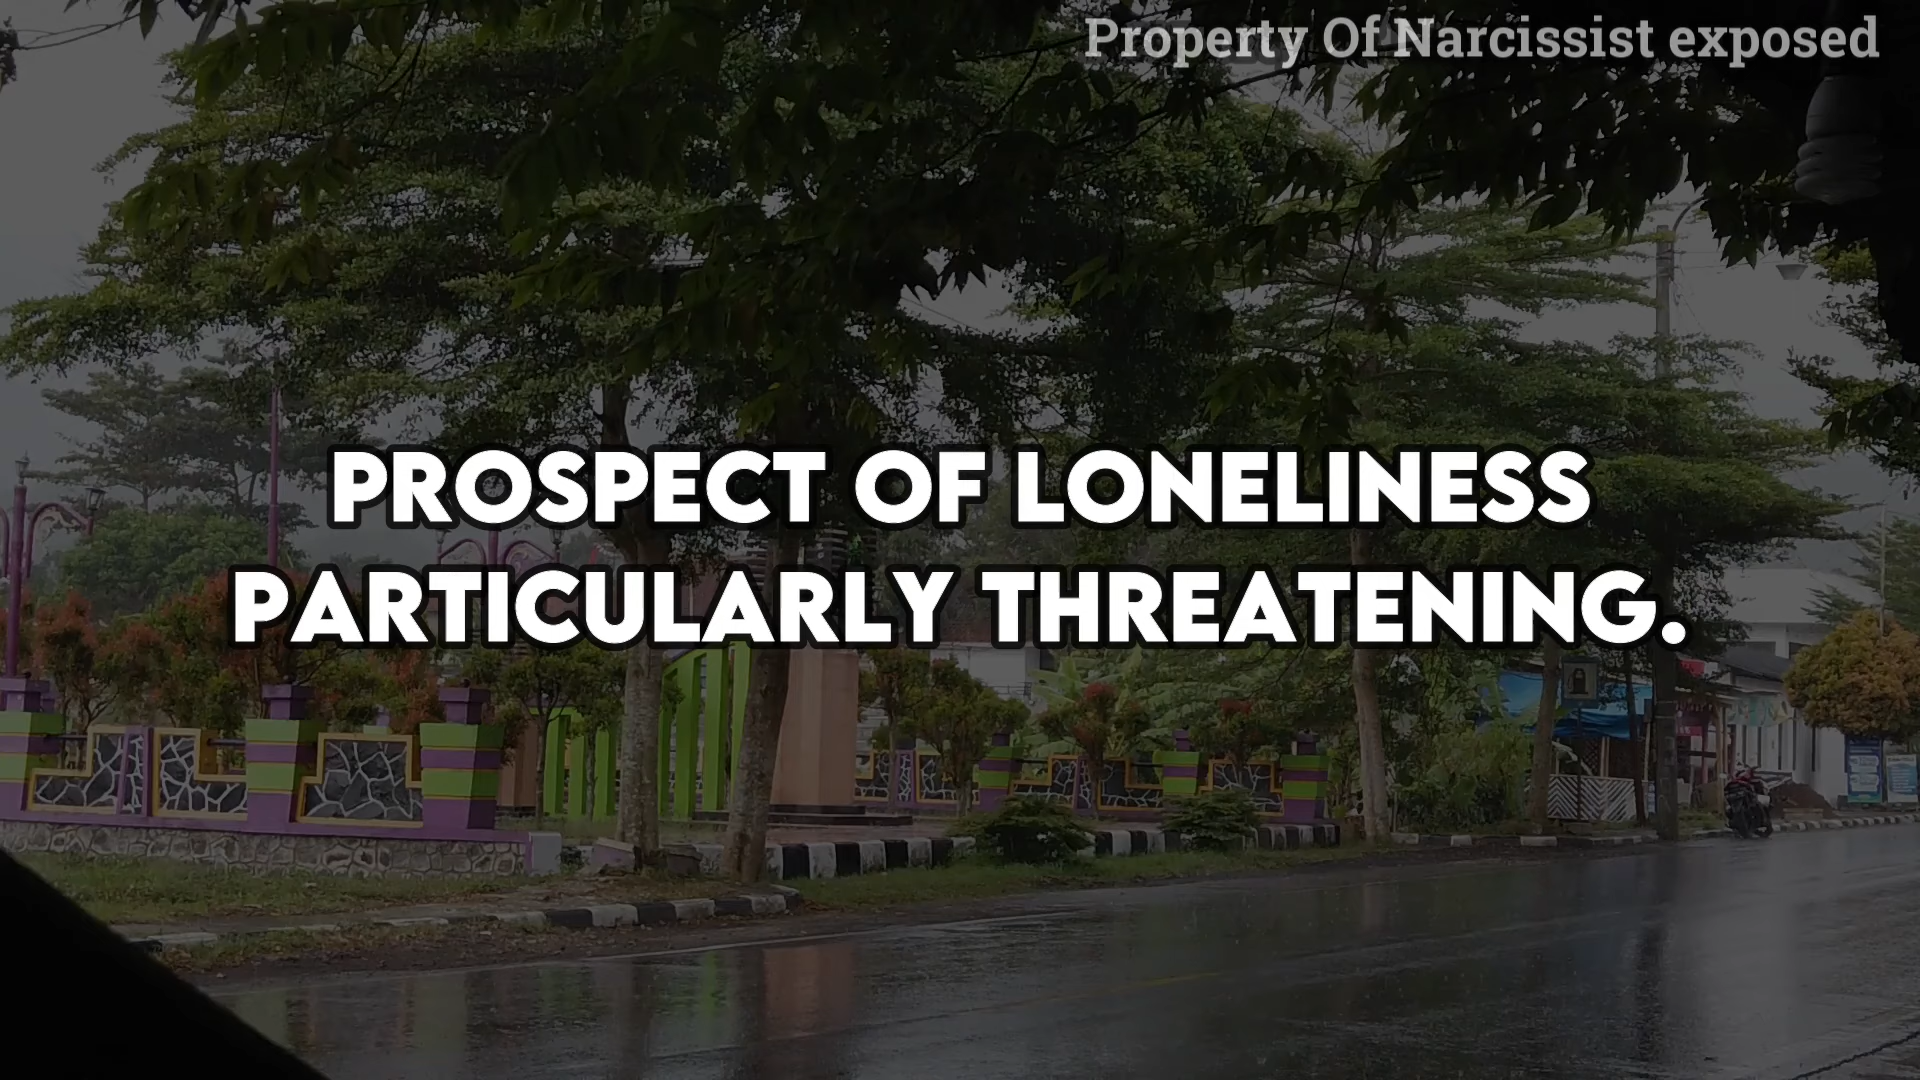 Property Of Narcissist exposed
PROSPECT OF LONELINESS
PARTICULARLY THREATENING.